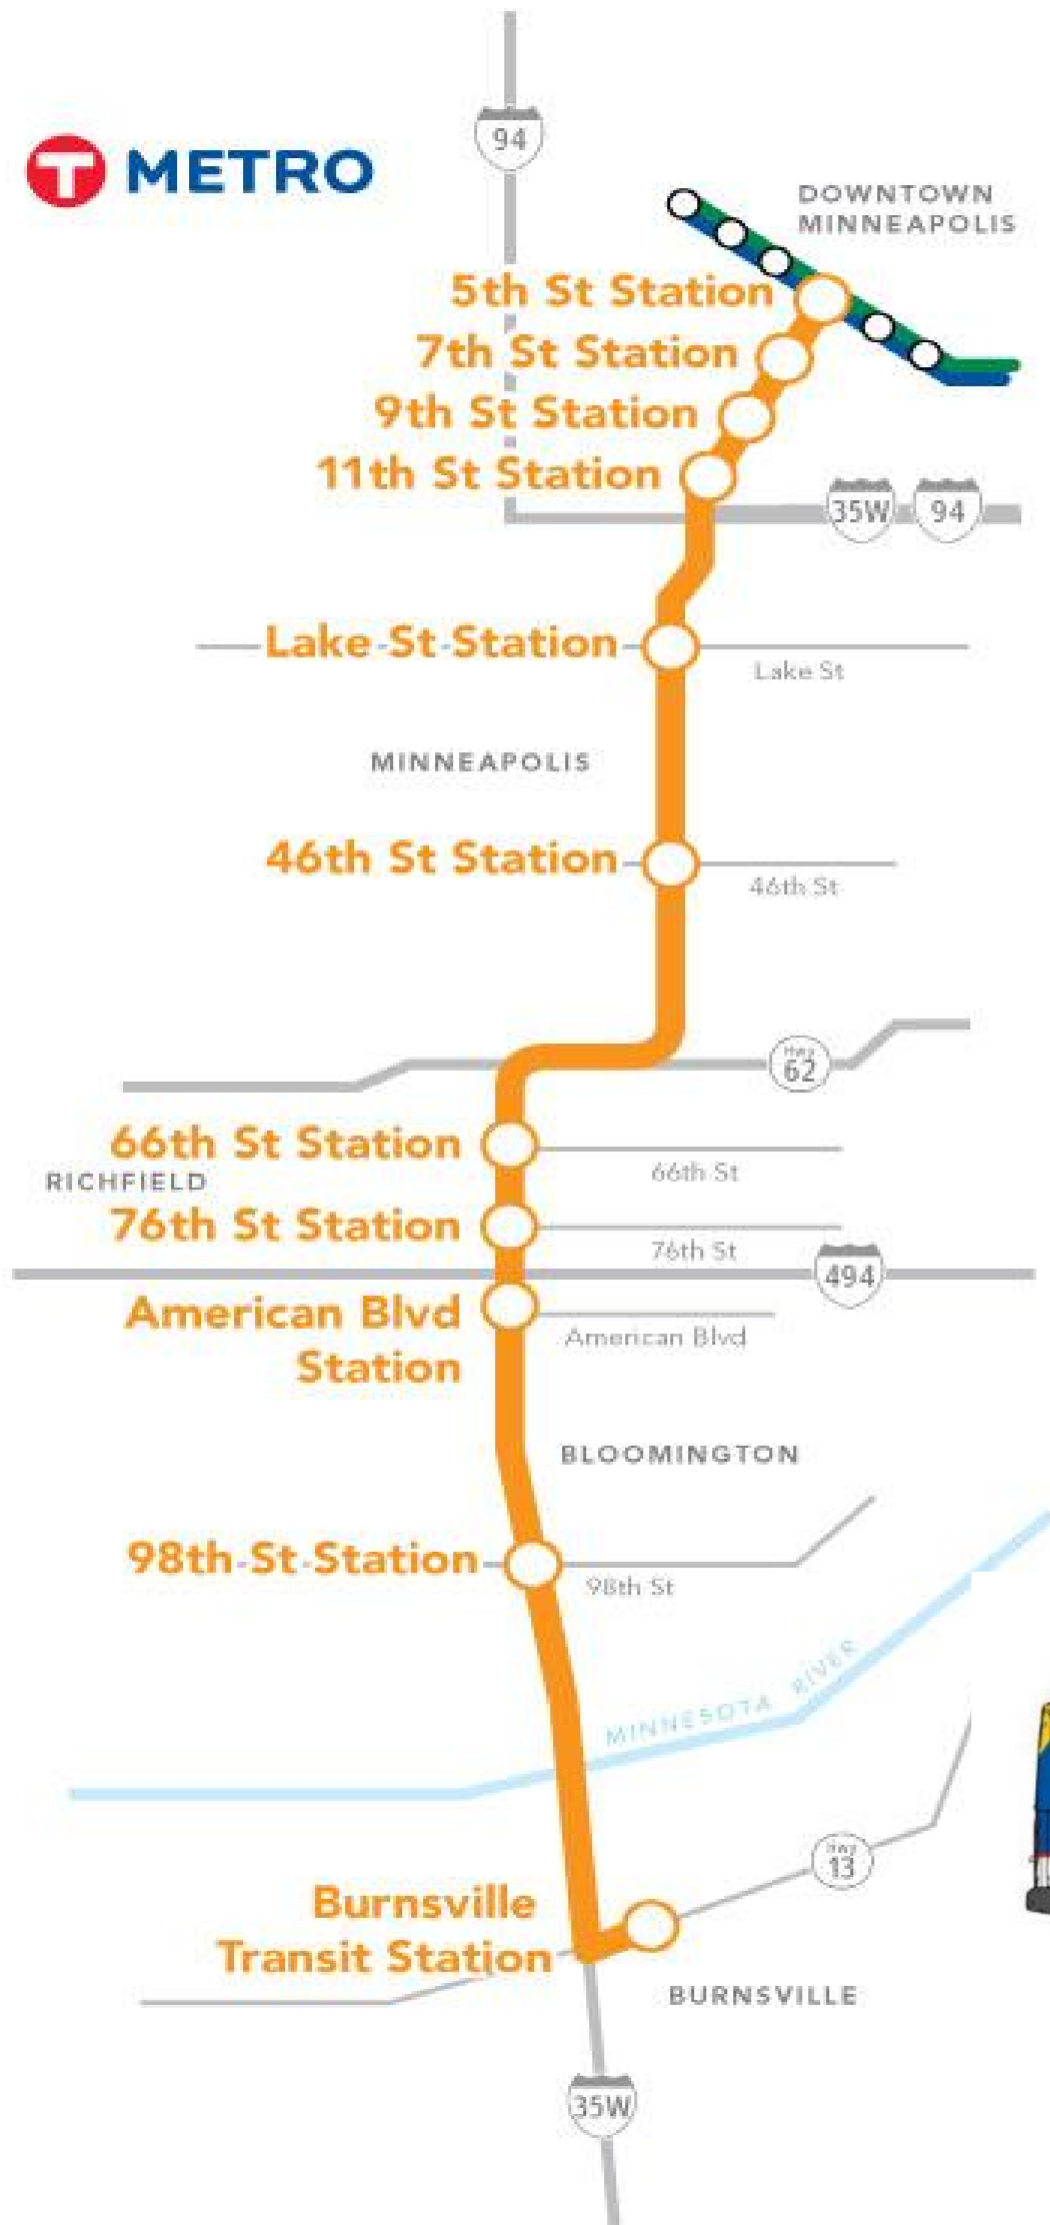 94
T METRO
DOWNTOWN
MINNEAPOLIS
5th St Station
7th St Station
9th St Station
11th St Station
35W
94
Lake St Station
Lake St
MINNEAPOLIS
46th St Station
46th St
Hwy
62
66th St Station
66th St
RICHFIELD
76th St Station
76th St
494
American Blvd
Station
American Blvd
BLOOMINGTON
98th St Station
98th St
MINNESOTA RIVER
Hwy
13
Burnsville
Transit Station
BURNSVILLE
35W